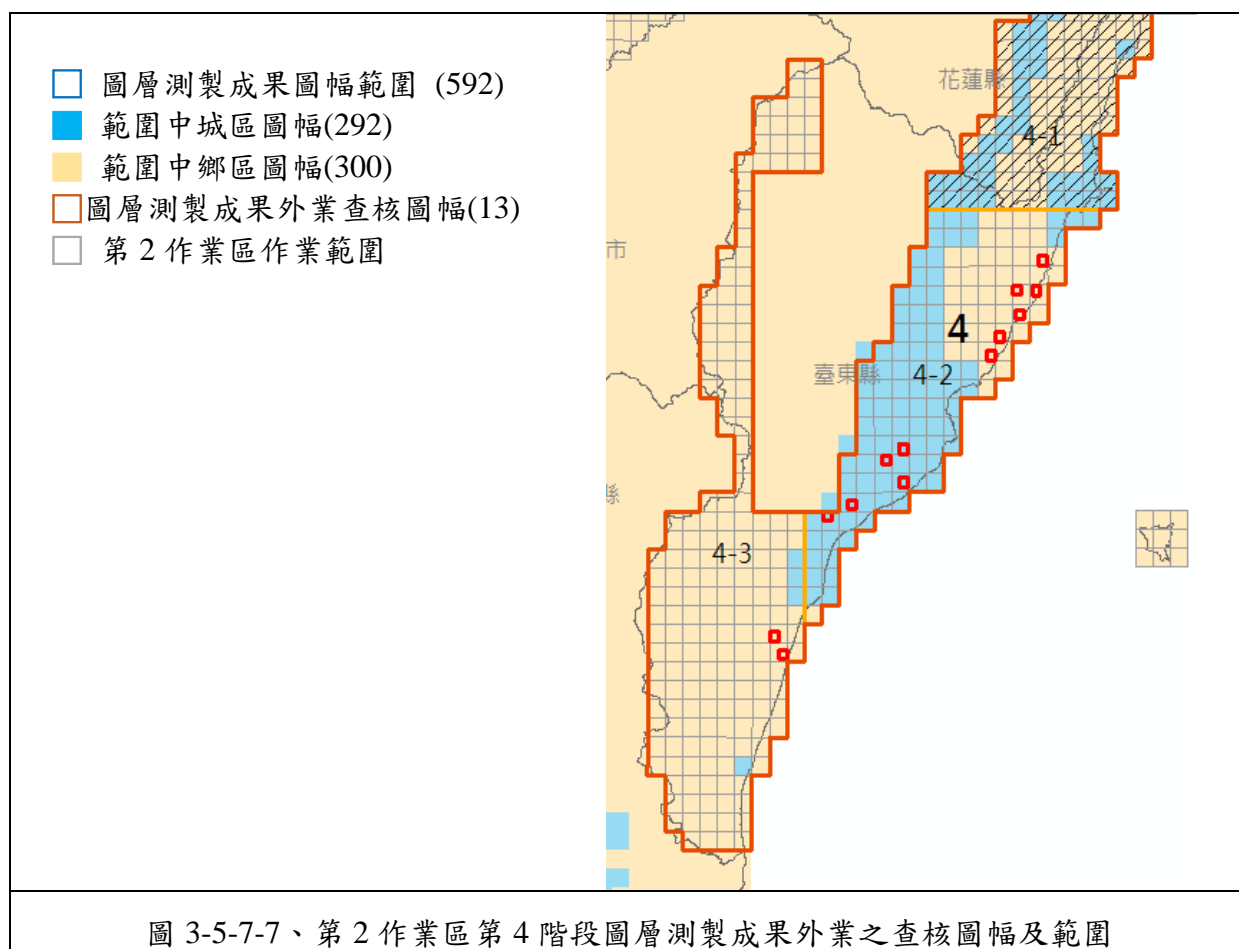 圖層測製成果圖幅範圍 (592)
範圍中城區圖幅(292)
範圍中鄉區圖幅(300)
圖層測製成果外業查核圖幅(13)
第 2 作業區作業範圍
花蓮縣
4-1
市
4
臺東縣
4-2
縣
4-3
圖 3-5-7-7、第 2 作業區第 4 階段圖層測製成果外業之查核圖幅及範圍